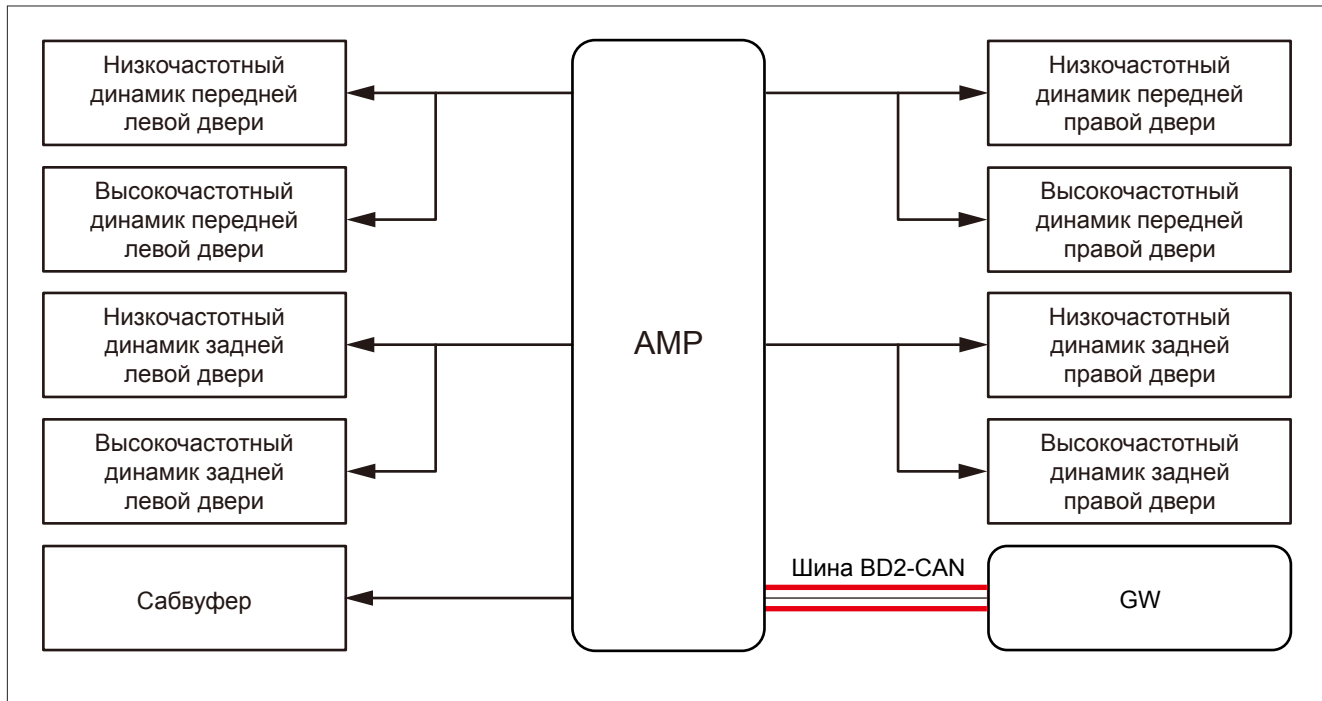 Низкочастотный
динамик передней
левой двери
Высокочастотный
динамик передней
левой двери
Низкочастотный
динамик задней
левой двери
Высокочастотный
динамик задней
левой двери
Сабвуфер
AMP
Низкочастотный
динамик передней
правой двери
Высокочастотный
динамик передней
правой двери
Низкочастотный
динамик задней
правой двери
Высокочастотный
динамик задней
правой двери
Шина BD2-CAN
GW